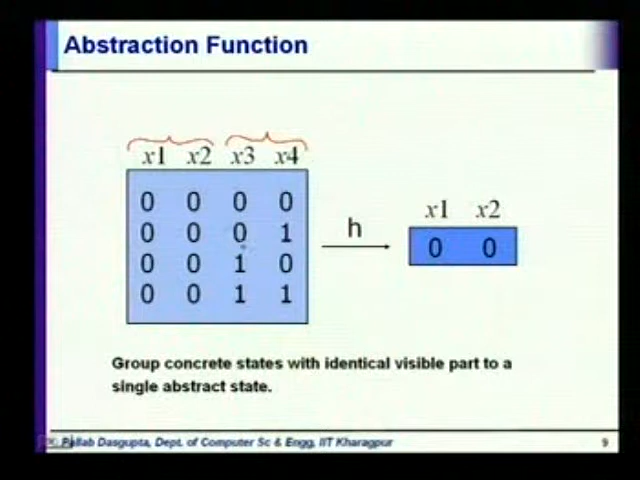 Abstraction Function
x1 x2 x3 x4
0 0 0 0
0 0 0 1
0 0 1 0
0 0 1 1
h
x1 x2
0 0
Group concrete states with identical visible part to a
single abstract state.
Pallab Dasgupta, Dept. of Computer Sc & Engg, IIT Kharagpur
9